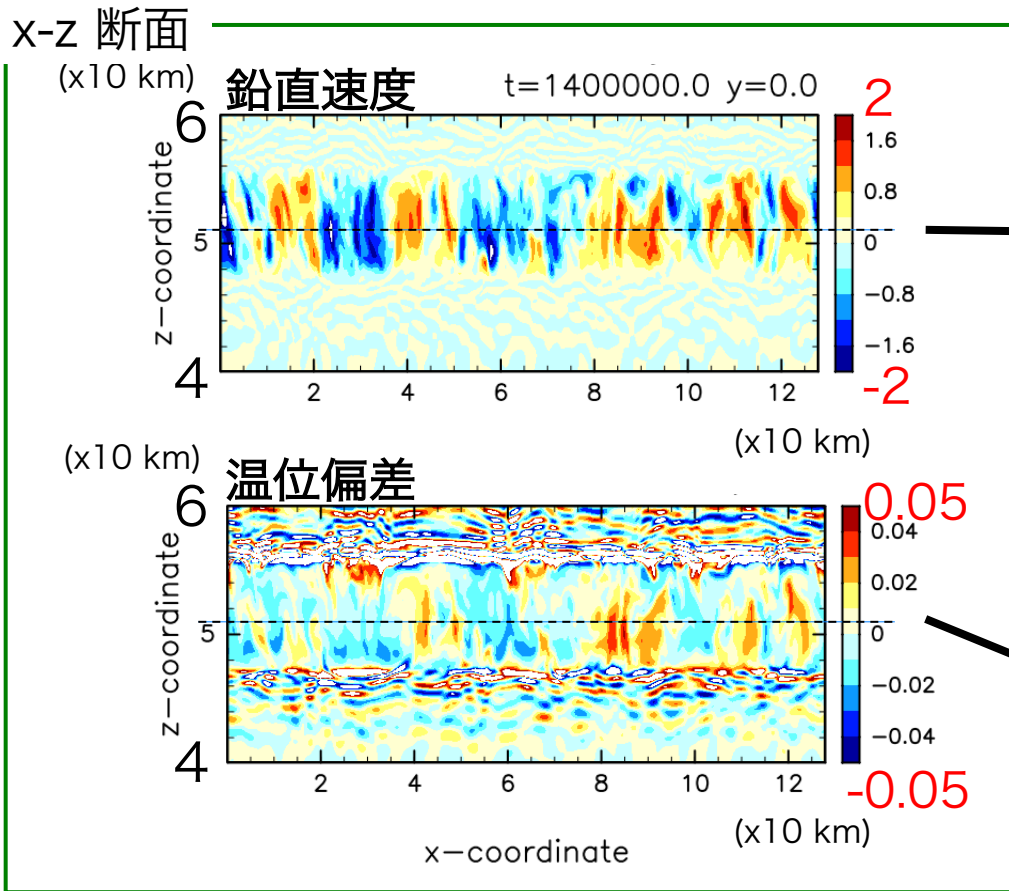 x-z 断面
(x10 km)
鉛直速度
t=1400000.0 y=0.0
2
6
1.6
0.8
z−coordinate
5
0
−0.8
−1.6
4
-2
2 4 6 8 10 12
(x10 km)
(x10 km)
温位偏差
0.05
6
0.04
0.02
z−coordinate
5
0
−0.02
−0.04
4
-0.05
2 4 6 8 10 12
(x10 km)
x−coordinate